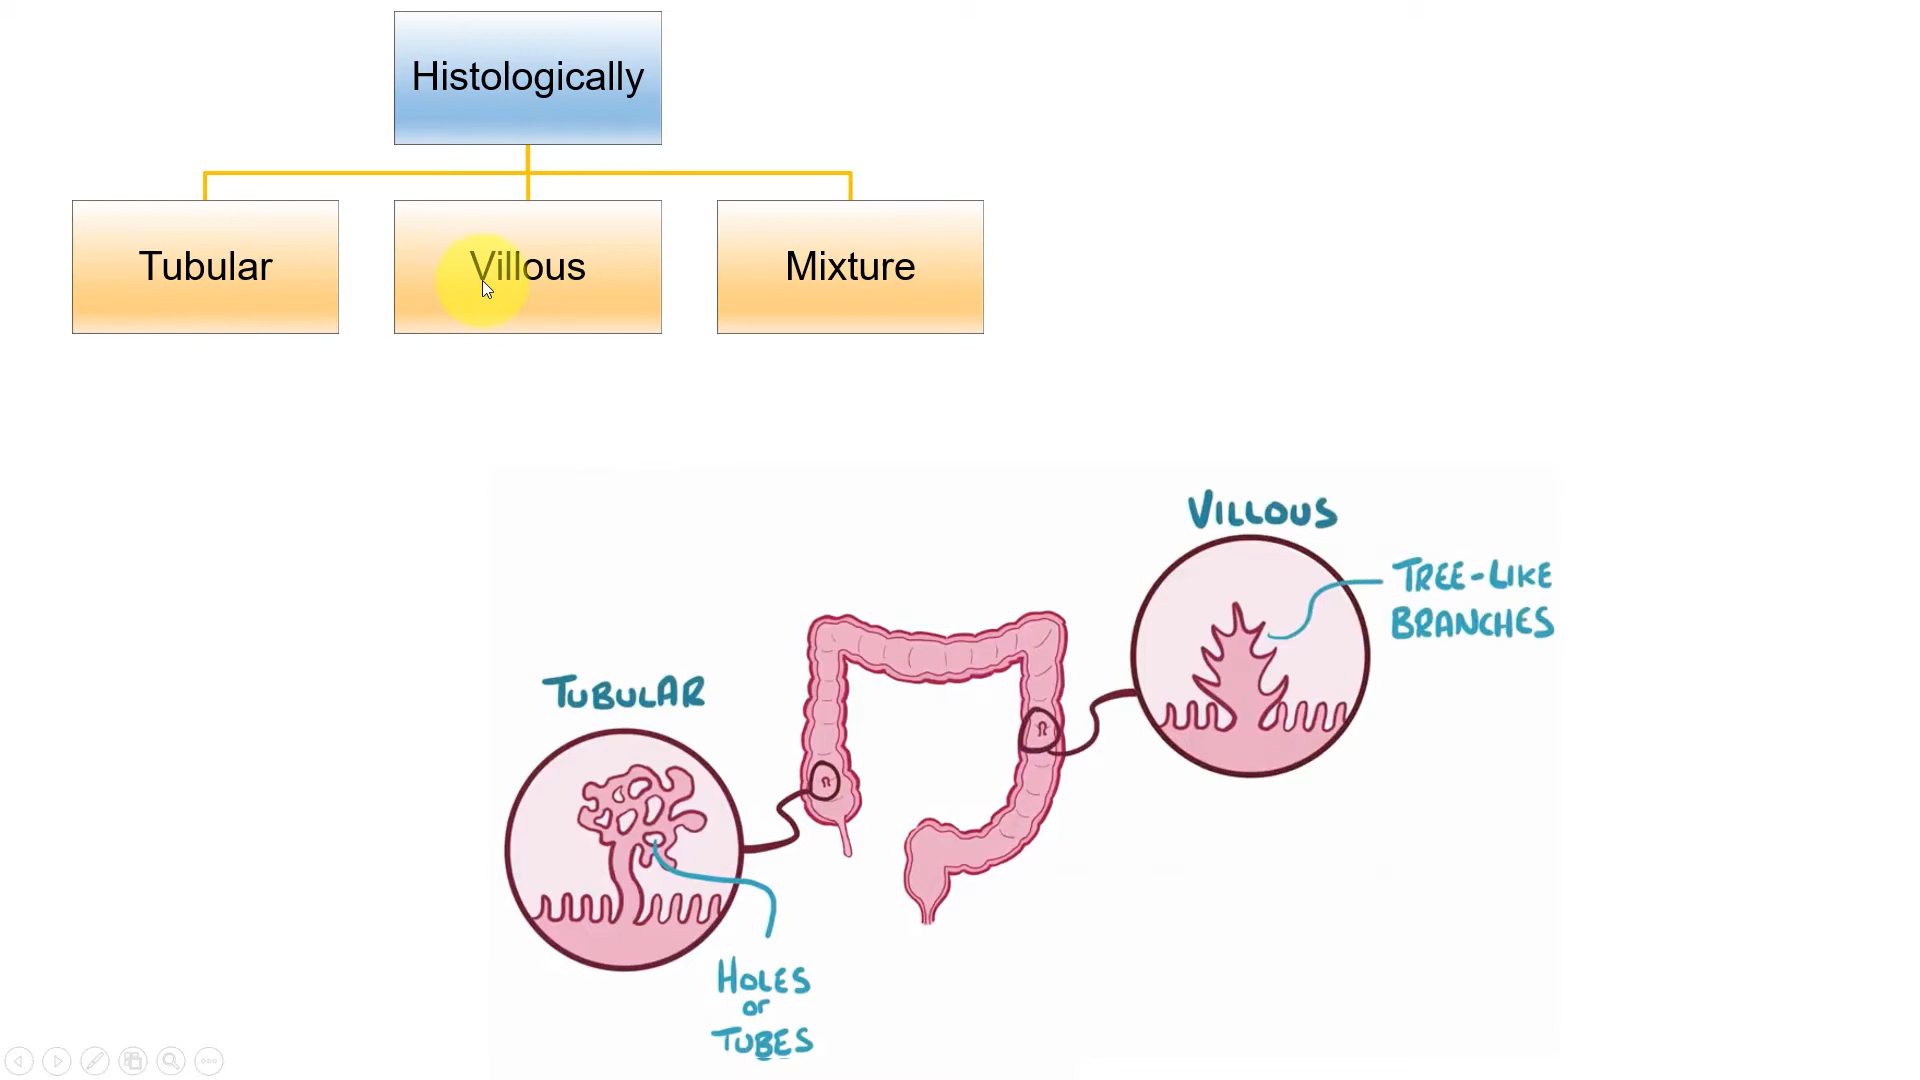 Histologically
Tubular
Villous
Mixture
VILLOUS
TREE-LIKE
BRANCHES
TUBULAR
HOLES
or
TUBES